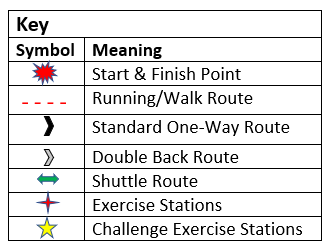 Key
Symbol Meaning
Start & Finish Point
Running/Walk Route
Standard One-Way Route
Double Back Route
Shuttle Route
Exercise Stations
Challenge Exercise Stations